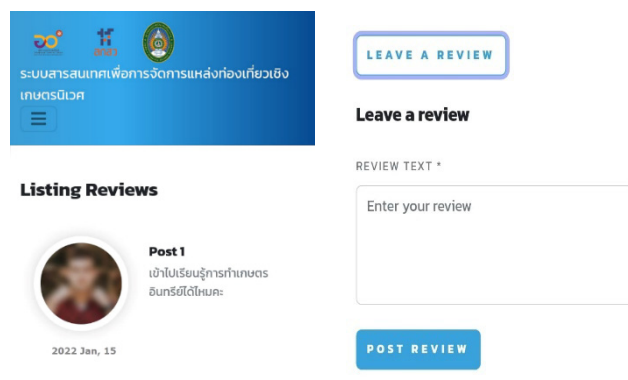 ระบบสารสนเทศเพื่อการจัดการแหล่งท่องเที่ยวเชิง
เกษตรนิเวศ
Listing Reviews
Post 1
เข้าไปเรียนรู้การทำเกษตร
อินทรีย์ได้ไหมคะ
2022 Jan, 15
LEAVE A REVIEW
Leave a review
REVIEW TEXT *
Enter your review
POST REVIEW